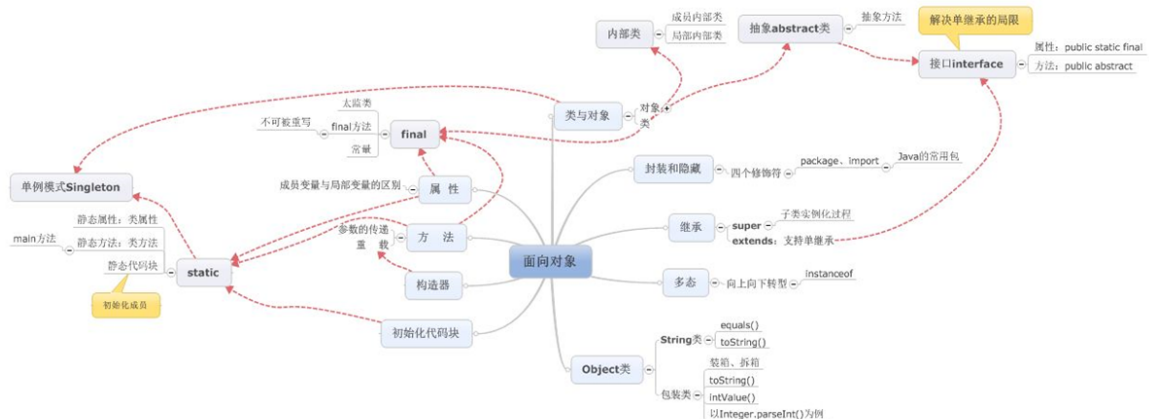 成员内部类
内部类
局部内部类
抽象abstract类
抽象方法
解决单继承的局限
接口interface
属性：public static final
方法：public abstract
类与对象
对象
类
太监类
不可被重写
final方法
final
常量
封装和隐藏
四个修饰符
package、import
Java的常用包
单例模式Singleton
成员变量与局部变量的区别
属 性
继承
super
子类实例化过程
extends：支持单继承
静态属性：类属性
main方法
静态方法：类方法
静态代码块
static
初始化成员
参数的传递
重 载
方 法
面向对象
构造器
多态
向上向下转型
instanceof
初始化代码块
Object类
String类
equals()
toString()
包装类
装箱、拆箱
toString()
intValue()
以Integer.parseInt()为例